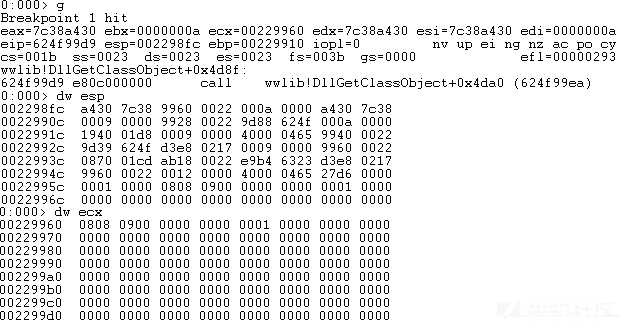 0:000> g
Breakpoint 1 hit
eax=7c38a430 ebx=0000000a ecx=00229960 edx=7c38a430 esi=7c38a430 edi=0000000a
eip=624f99d9 esp=002298fc ebp=00229910 iopl=0         nv up ei ng nz ac po cy
cs=001b  ss=0023  ds=0023  es=0023  fs=003b  gs=0000             efl=00000293
wwlib!DllGetClassObject+0x4d8f:
624f99d9 e80c000000      call    wwlib!DllGetClassObject+0x4da0 (624f99ea)
0:000> dw esp
002298fc  a430 7c38 9960 0022 000a 0000 a430 7c38
0022990c  0009 0000 9928 0022 9d88 624f 000a 0000
0022991c  1940 01d8 0009 0000 4000 0465 9940 0022
0022992c  9d39 624f d3e8 0217 0009 0000 9960 0022
0022993c  0870 01cd ab18 0022 e9b4 6323 d3e8 0217
0022994c  9960 0022 0012 0000 4000 0465 27d6 0000
0022995c  0001 0000 0808 0900 0000 0000 0001 0000
0022996c  0000 0000 0000 0000 0000 0000 0000 0000
0:000> dw ecx
00229960  0808 0900 0000 0000 0001 0000 0000 0000
00229970  0000 0000 0000 0000 0000 0000 0000 0000
00229980  0000 0000 0000 0000 0000 0000 0000 0000
00229990  0000 0000 0000 0000 0000 0000 0000 0000
002299a0  0000 0000 0000 0000 0000 0000 0000 0000
002299b0  0000 0000 0000 0000 0000 0000 0000 0000
002299c0  0000 0000 0000 0000 0000 0000 0000 0000
002299d0  0000 0000 0000 0000 0000 0000 0000 0000
先知社区